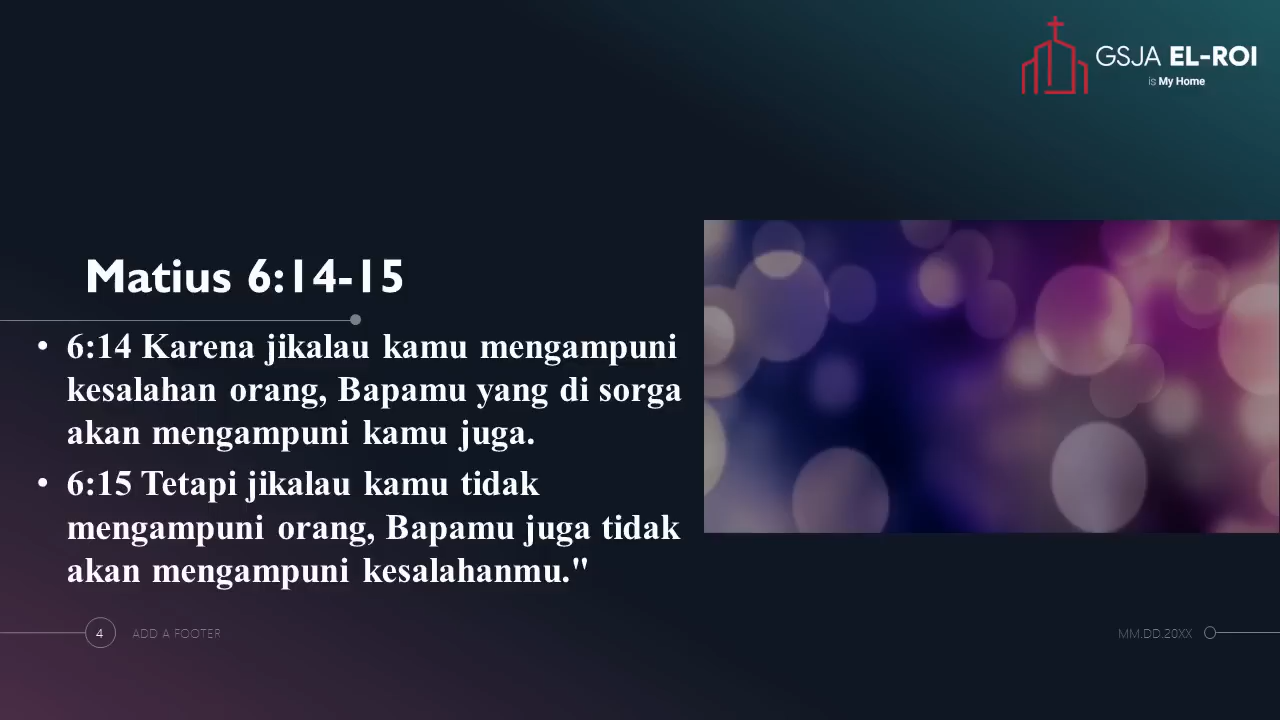 GSJA EL-ROI
is My Home
Matius 6:14-15
• 6:14 Karena jikalau kamu mengampuni
kesalahan orang, Bapamu yang di sorga
akan mengampuni kamu juga.
• 6:15 Tetapi jikalau kamu tidak
mengampuni orang, Bapamu juga tidak
akan mengampuni kesalahanmu."
4 ADD A FOOTER
MM.DD.20XX